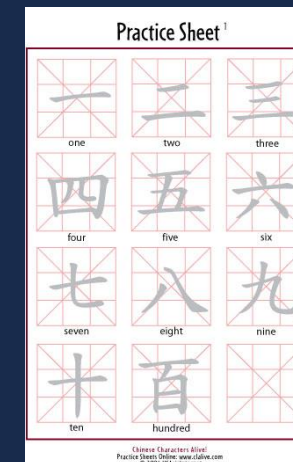 Practice Sheet 1
一 二 三
one two three
四 五 六
four five six
七 八 九
seven eight nine
十 百
ten hundred
Chinese Characters Alive!
Practice Sheets Online: www.clalive.com